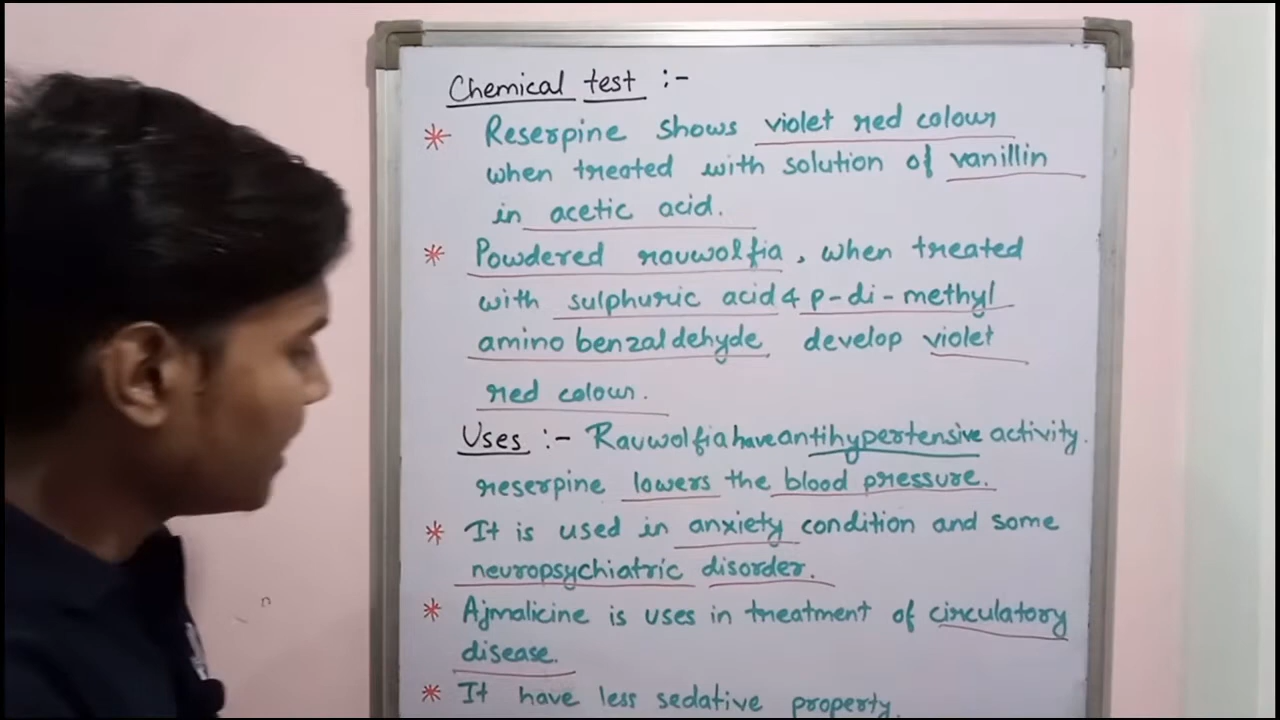 Chemical test :-
* Reserpine shows violet red colour
when treated with solution of vanillin
in acetic acid.
* Powdered rauwolfia, when treated
with sulphuric acid & p-di-methyl
amino benzaldehyde develop violet
red colour.
Uses :- Rauwolfia have antihypertensive activity.
reserpine lowers the blood pressure.
* It is used in anxiety condition and some
neuropsychiatric disorder.
* Ajmalicine is uses in treatment of circulatory
disease.
* It have less sedative property.